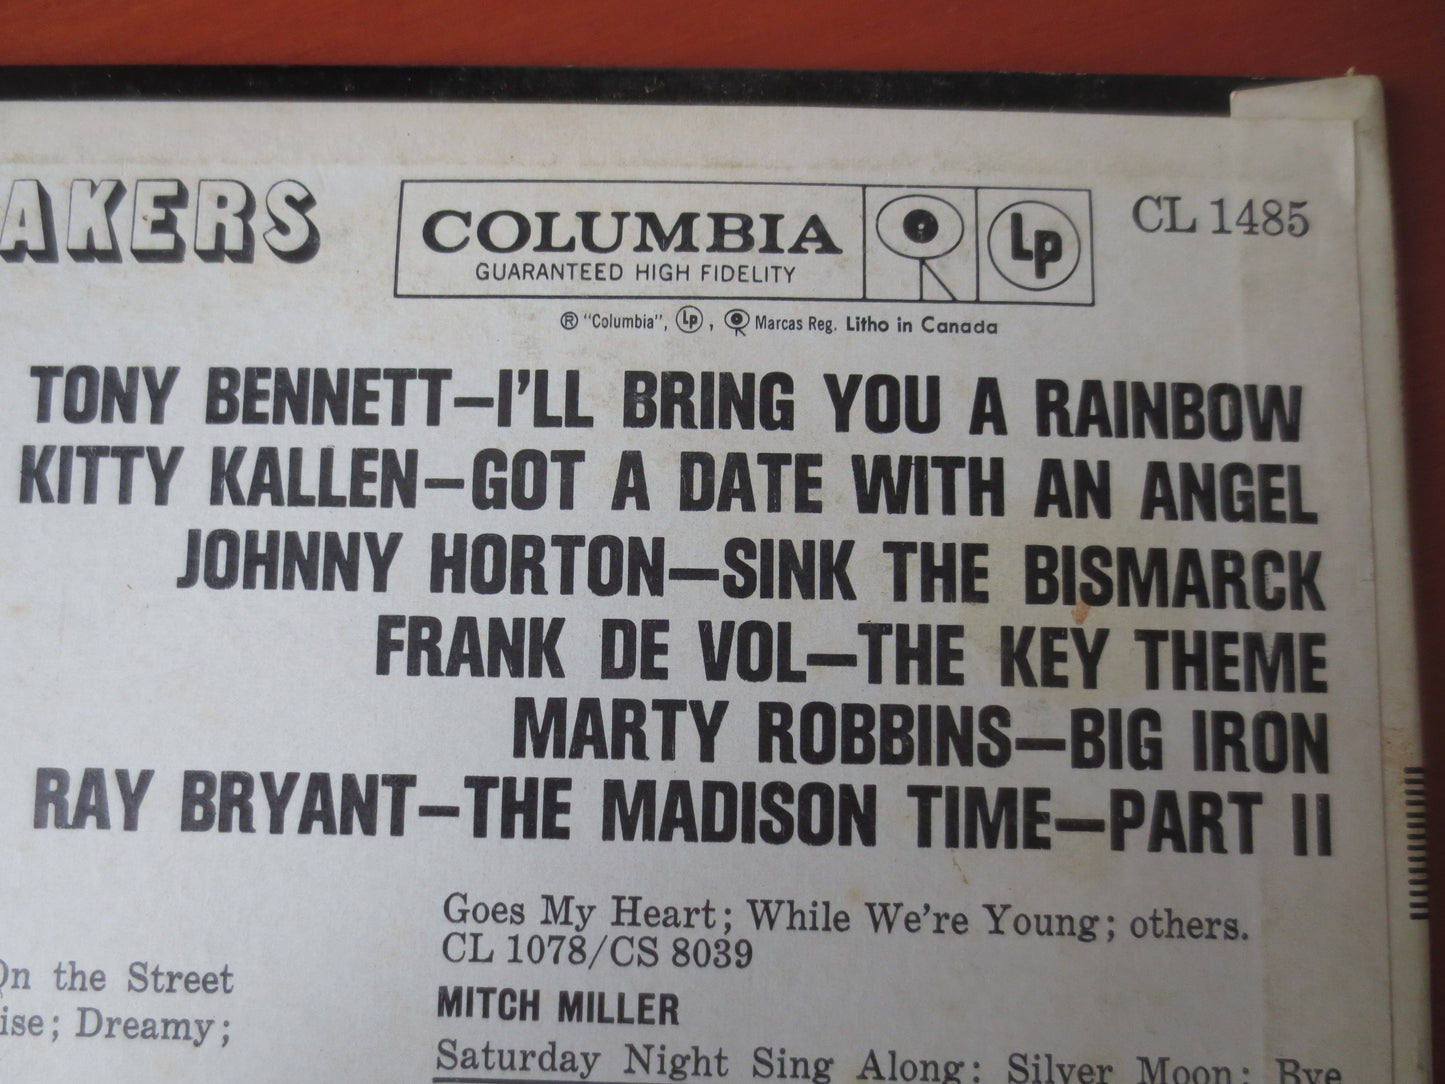 AKERS
COLUMBIA
GUARANTEED HIGH FIDELITY
Lp
CL 1485
® "Columbia", Lp, Marcas Reg. Litho in Canada
TONY BENNETT—I'LL BRING YOU A RAINBOW
KITTY KALLEN—GOT A DATE WITH AN ANGEL
JOHNNY HORTON—SINK THE BISMARCK
FRANK DE VOL—THE KEY THEME
MARTY ROBBINS—BIG IRON
RAY BRYANT—THE MADISON TIME—PART II
Goes My Heart; While We're Young; others.
CL 1078/CS 8039
On the Street
MITCH MILLER
ise; Dreamy;
Saturday Night Sing Along: Silver Moon; Bye